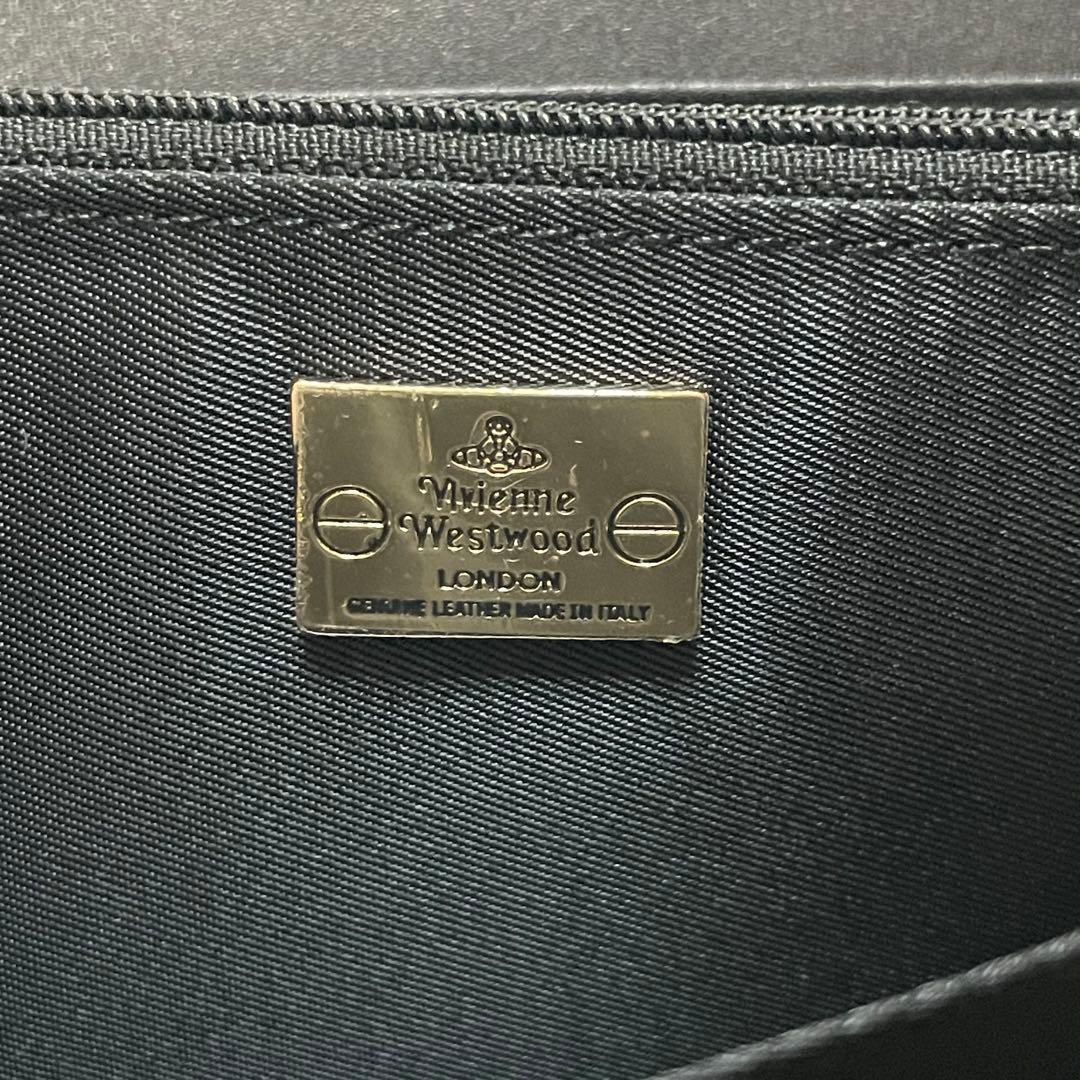 Vivienne
Westwood
LONDON
GENUINE LEATHER MADE IN ITALY